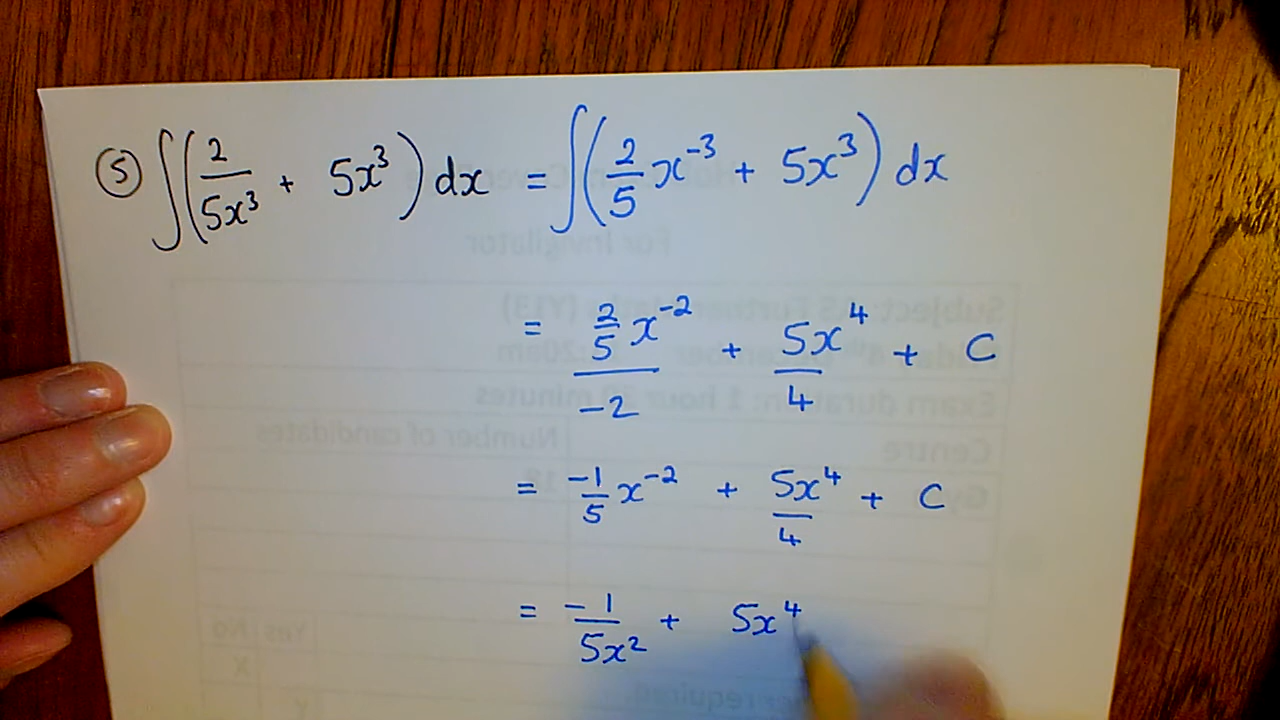 ⑤ ∫(2/5x³ + 5x³) dx = ∫(2/5 x⁻³ + 5x³) dx
= (2/5 x⁻²)/-2 + 5x⁴/4 + C
= -1/5 x⁻² + 5x⁴/4 + C
= -1/5x² + 5x⁴